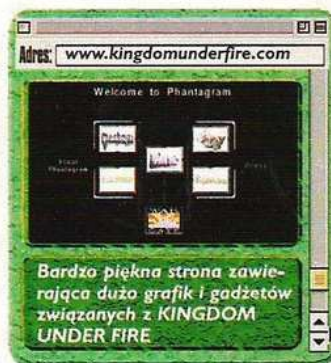 Adres: www.kingdomunderfire.com
Welcome to Phantagram
Bardzo piękna strona zawie-
rająca dużo grafik i gadżetów
związanych z KINGDOM
UNDER FIRE